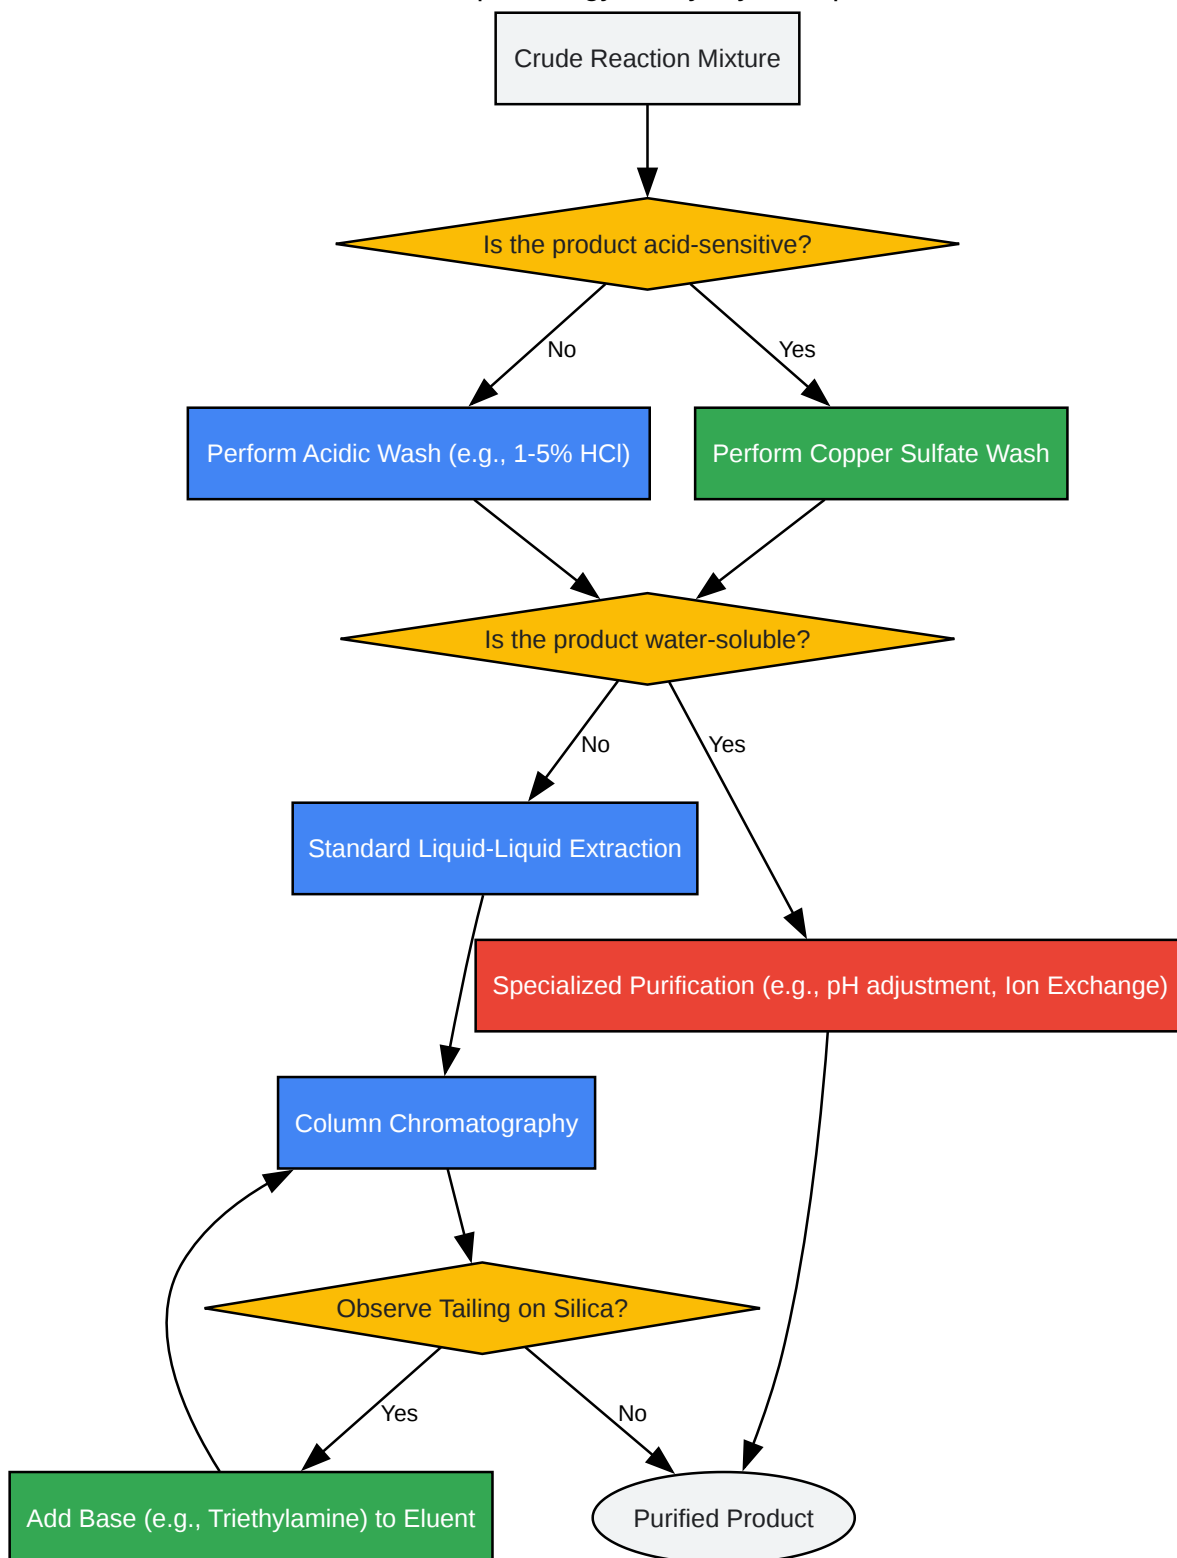 Crude Reaction Mixture
Is the product acid-sensitive?
No
Yes
Perform Acidic Wash (e.g., 1-5% HCl)
Perform Copper Sulfate Wash
Is the product water-soluble?
No
Yes
Standard Liquid-Liquid Extraction
Specialized Purification (e.g., pH adjustment, Ion Exchange)
Column Chromatography
Observe Tailing on Silica?
Yes
No
Add Base (e.g., Triethylamine) to Eluent
Purified Product